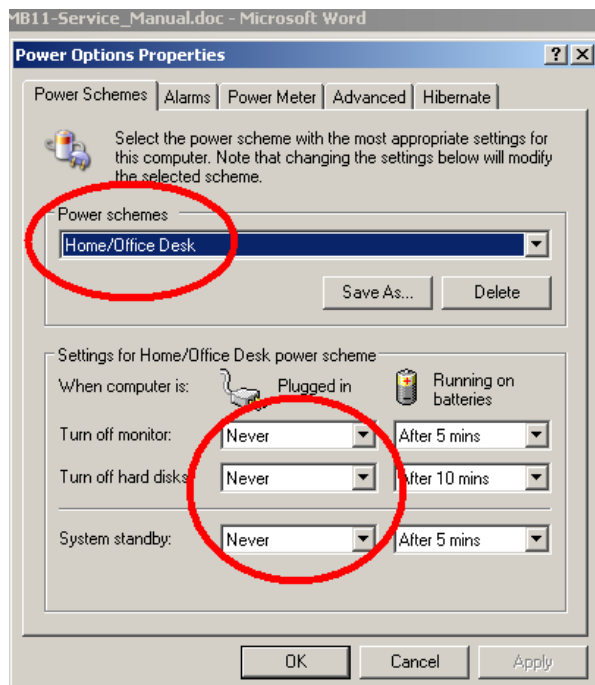 MB11-Service_Manual.doc - Microsoft Word
Power Options Properties
Power Schemes Alarms Power Meter Advanced Hibernate
Select the power scheme with the most appropriate settings for
this computer. Note that changing the settings below will modify
the selected scheme.
Power schemes
Home/Office Desk
Save As... Delete
Settings for Home/Office Desk power scheme
When computer is: Plugged in Running on
batteries
Turn off monitor: Never After 5 mins
Turn off hard disks: Never After 10 mins
System standby: Never After 5 mins
OK Cancel Apply